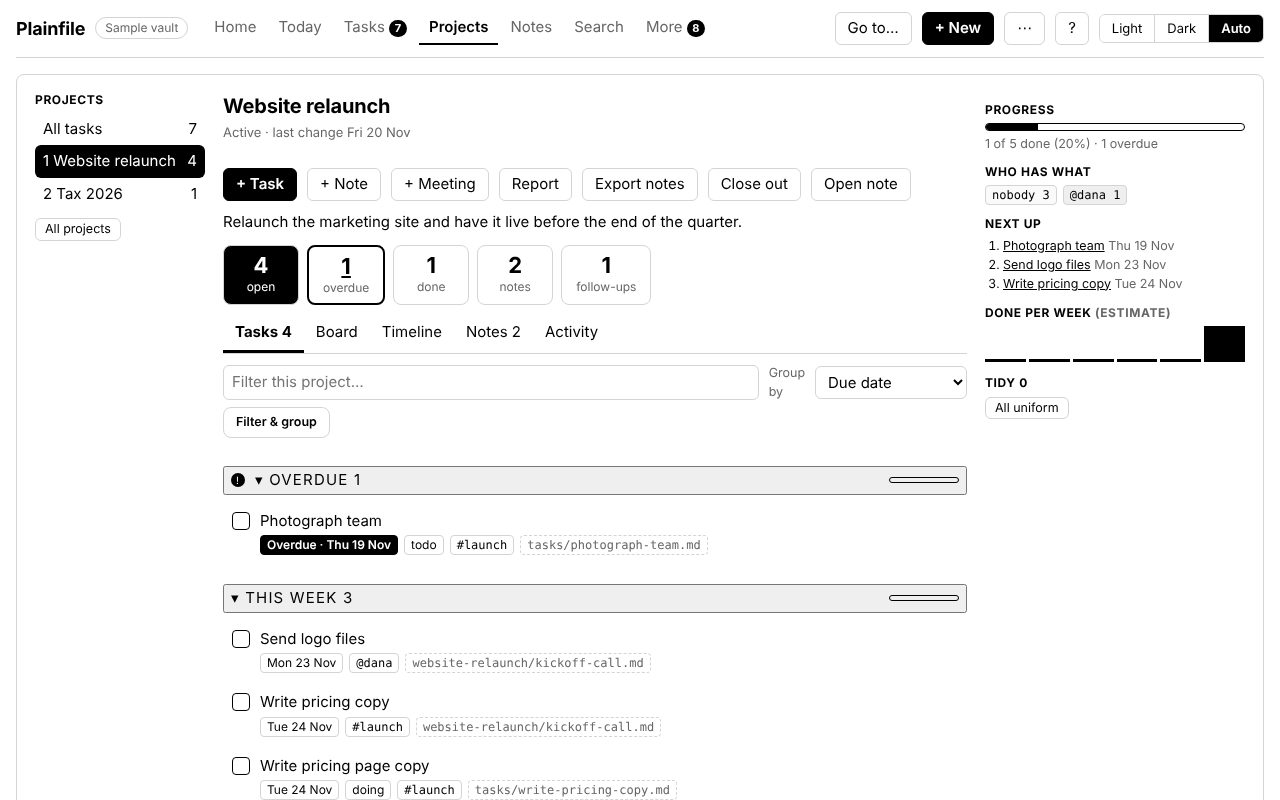 Plainfile Sample vault Home Today Tasks 7 Projects Notes Search More 8 Go to... + New ... ? Light Dark Auto
PROJECTS
All tasks 7
1 Website relaunch 4
2 Tax 2026 1
All projects
Website relaunch
Active · last change Fri 20 Nov
+ Task + Note + Meeting Report Export notes Close out Open note
Relaunch the marketing site and have it live before the end of the quarter.
4 open
1 overdue
1 done
2 notes
1 follow-ups
Tasks 4 Board Timeline Notes 2 Activity
Filter this project... Group by Due date
Filter & group
! ▾ OVERDUE 1
Photograph team
Overdue · Thu 19 Nov todo #launch tasks/photograph-team.md
▾ THIS WEEK 3
Send logo files
Mon 23 Nov @dana website-relaunch/kickoff-call.md
Write pricing copy
Tue 24 Nov #launch website-relaunch/kickoff-call.md
Write pricing page copy
Tue 24 Nov doing #launch tasks/write-pricing-copy.md
PROGRESS
1 of 5 done (20%) · 1 overdue
WHO HAS WHAT
nobody 3 @dana 1
NEXT UP
1. Photograph team Thu 19 Nov
2. Send logo files Mon 23 Nov
3. Write pricing copy Tue 24 Nov
DONE PER WEEK (ESTIMATE)
TIDY 0
All uniform